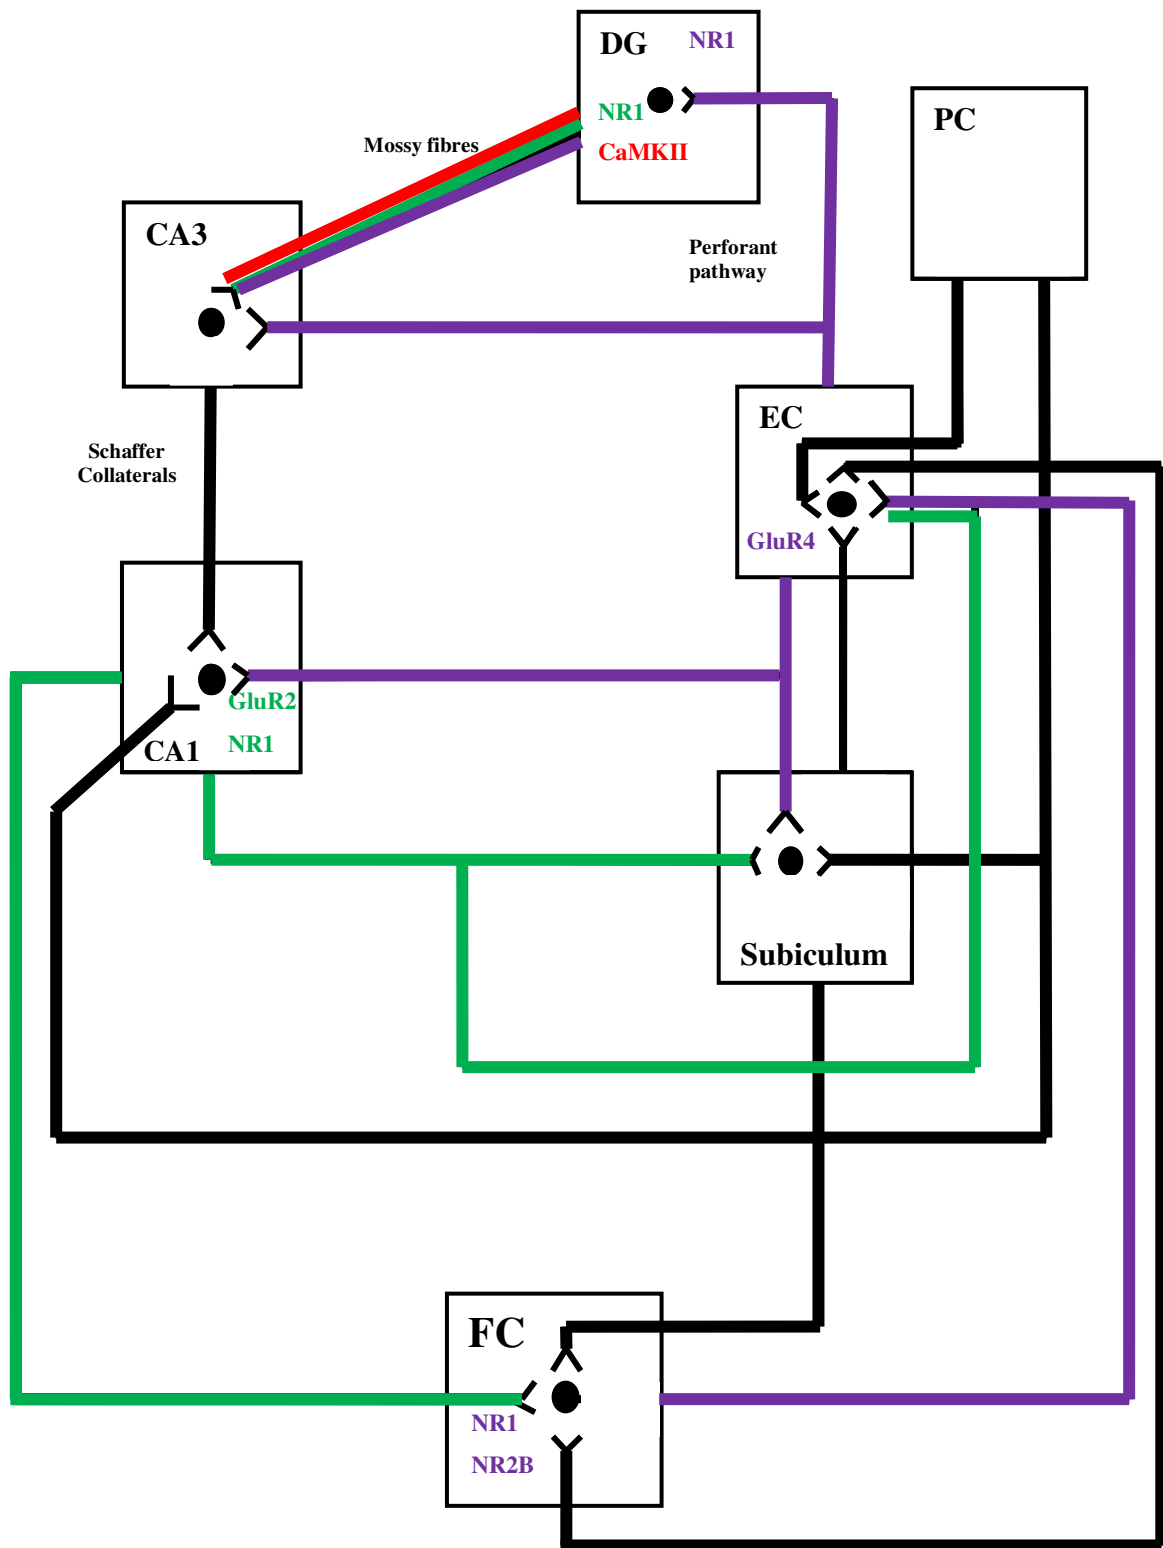 DG
NR1
NR1
CaMKII
PC
Mossy fibres
CA3
Perforant
pathway
EC
GluR4
Schaffer
Collaterals
GluR2
NR1
CA1
Subiculum
FC
NR1
NR2B